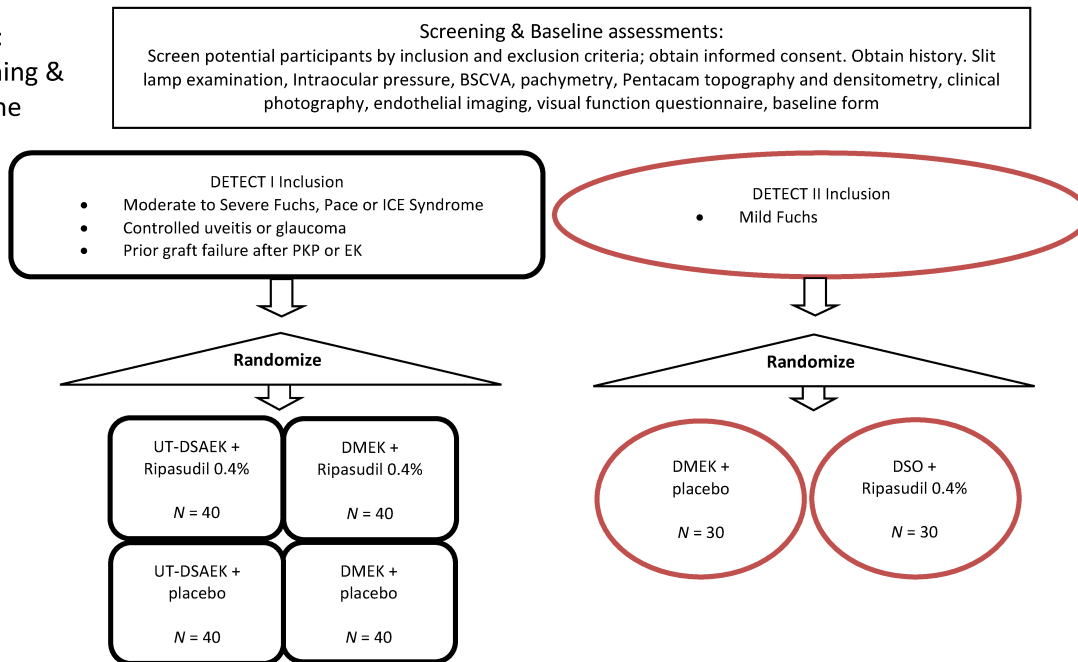 :
ing &
ne
Screening & Baseline assessments:
Screen potential participants by inclusion and exclusion criteria; obtain informed consent. Obtain history. Slit
lamp examination, Intraocular pressure, BSCVA, pachymetry, Pentacam topography and densitometry, clinical
photography, endothelial imaging, visual function questionnaire, baseline form
DETECT I Inclusion
• Moderate to Severe Fuchs, Pace or ICE Syndrome
• Controlled uveitis or glaucoma
• Prior graft failure after PKP or EK
DETECT II Inclusion
• Mild Fuchs
Randomize
Randomize
UT-DSAEK +
Ripasudil 0.4%
N = 40
DMEK +
Ripasudil 0.4%
N = 40
UT-DSAEK +
placebo
N = 40
DMEK +
placebo
N = 40
DMEK +
placebo
N = 30
DSO +
Ripasudil 0.4%
N = 30